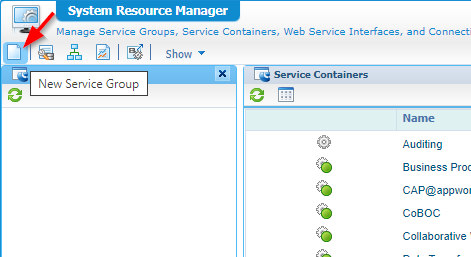 System Resource Manager
Manage Service Groups, Service Containers, Web Service Interfaces, and Connecti
Show
New Service Group
Service Containers
Name
Auditing
Business Proc
CAP@appwor
CoBOC
Collaborative